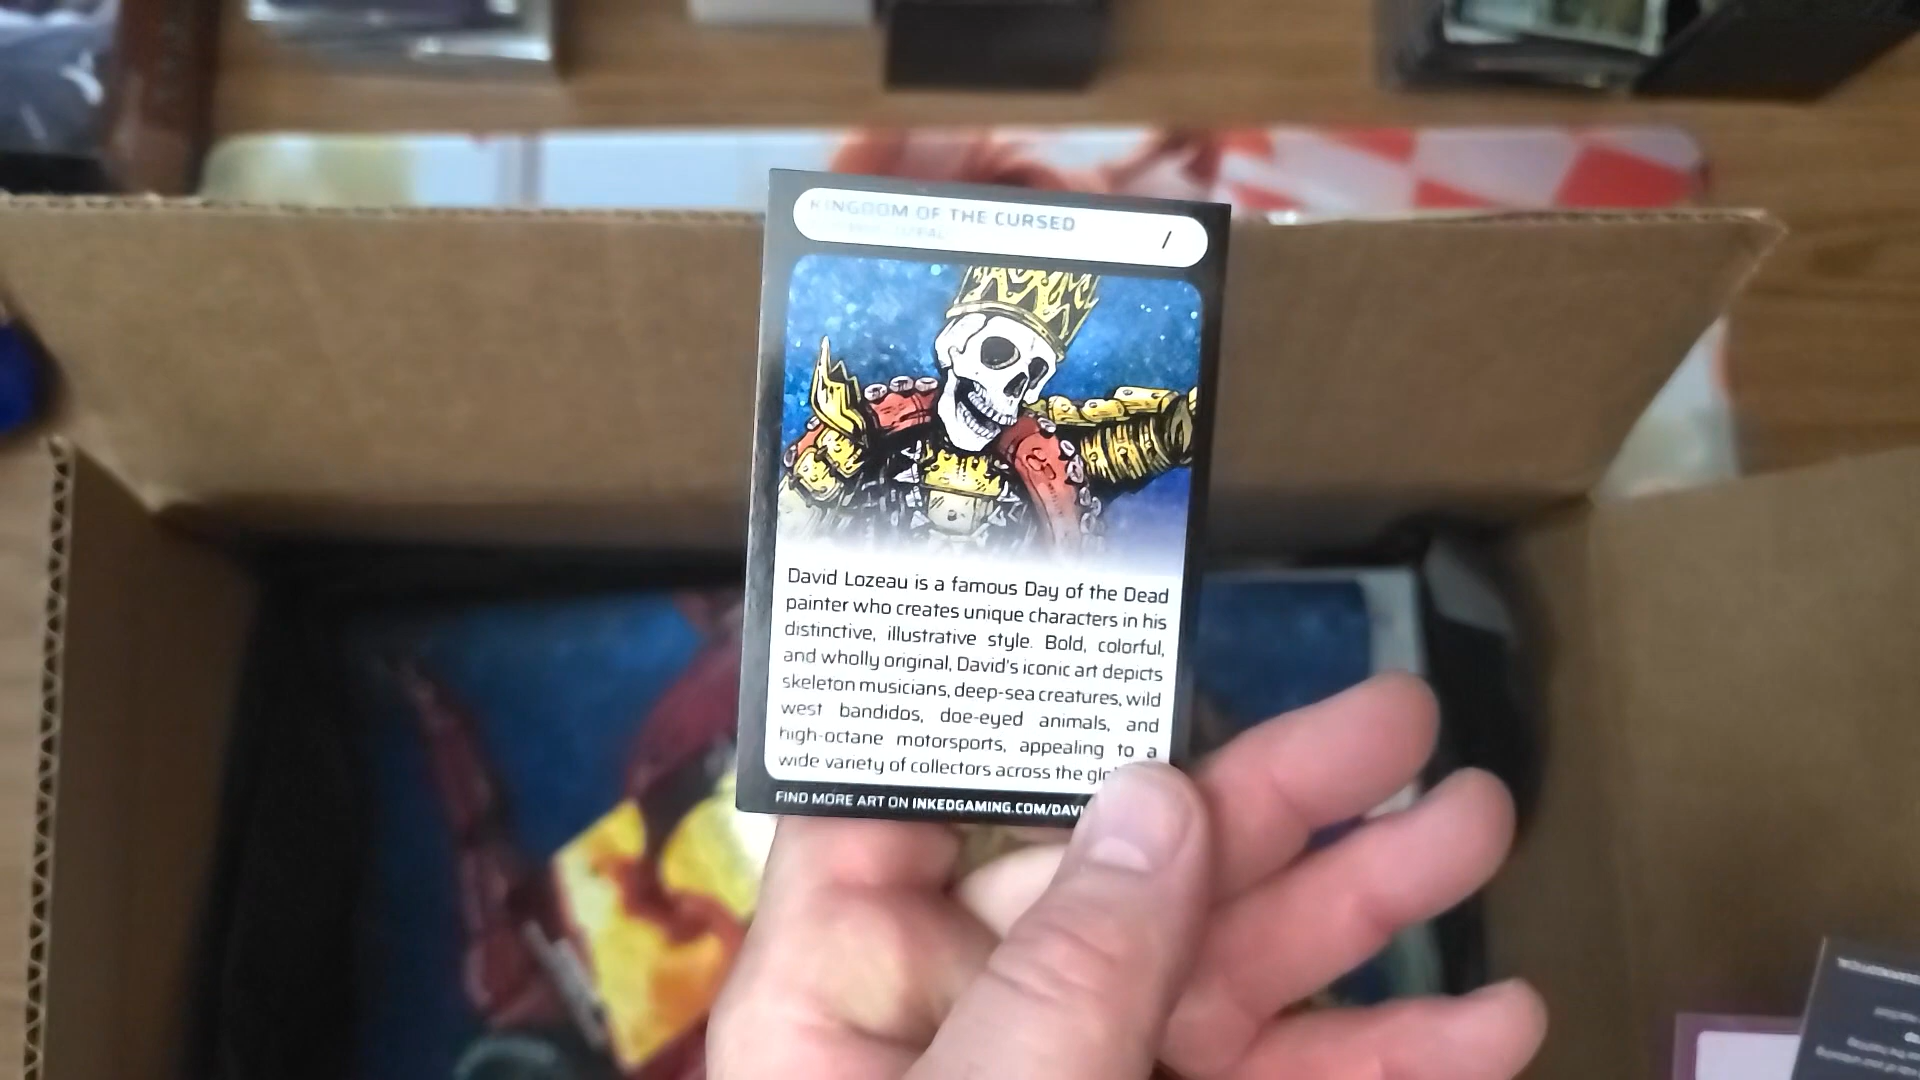 KINGDOM OF THE CURSED
/
David Lozeau is a famous Day of the Dead
painter who creates unique characters in his
distinctive, illustrative style. Bold, colorful,
and wholly original, David's iconic art depicts
skeleton musicians, deep-sea creatures, wild
west bandidos, doe-eyed animals, and
high-octane motorsports, appealing to a
wide variety of collectors across the
FIND MORE ART ON INKEDGAMING.COM/DAVI